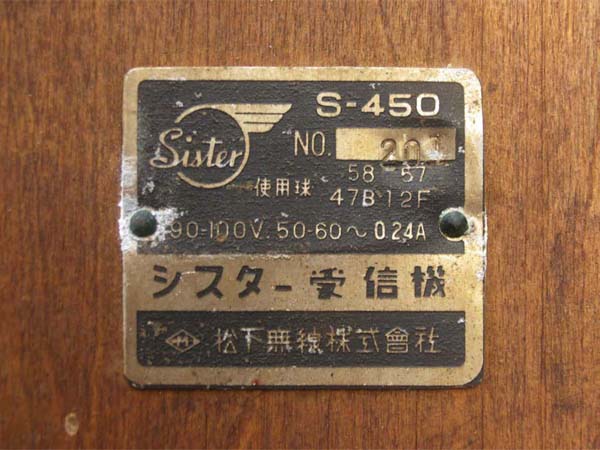 Sister
S-450
NO. 201
使用球 58 57
47B 12F
90-100V. 50-60～ 0.24A
シスター受信機
松下無線株式會社